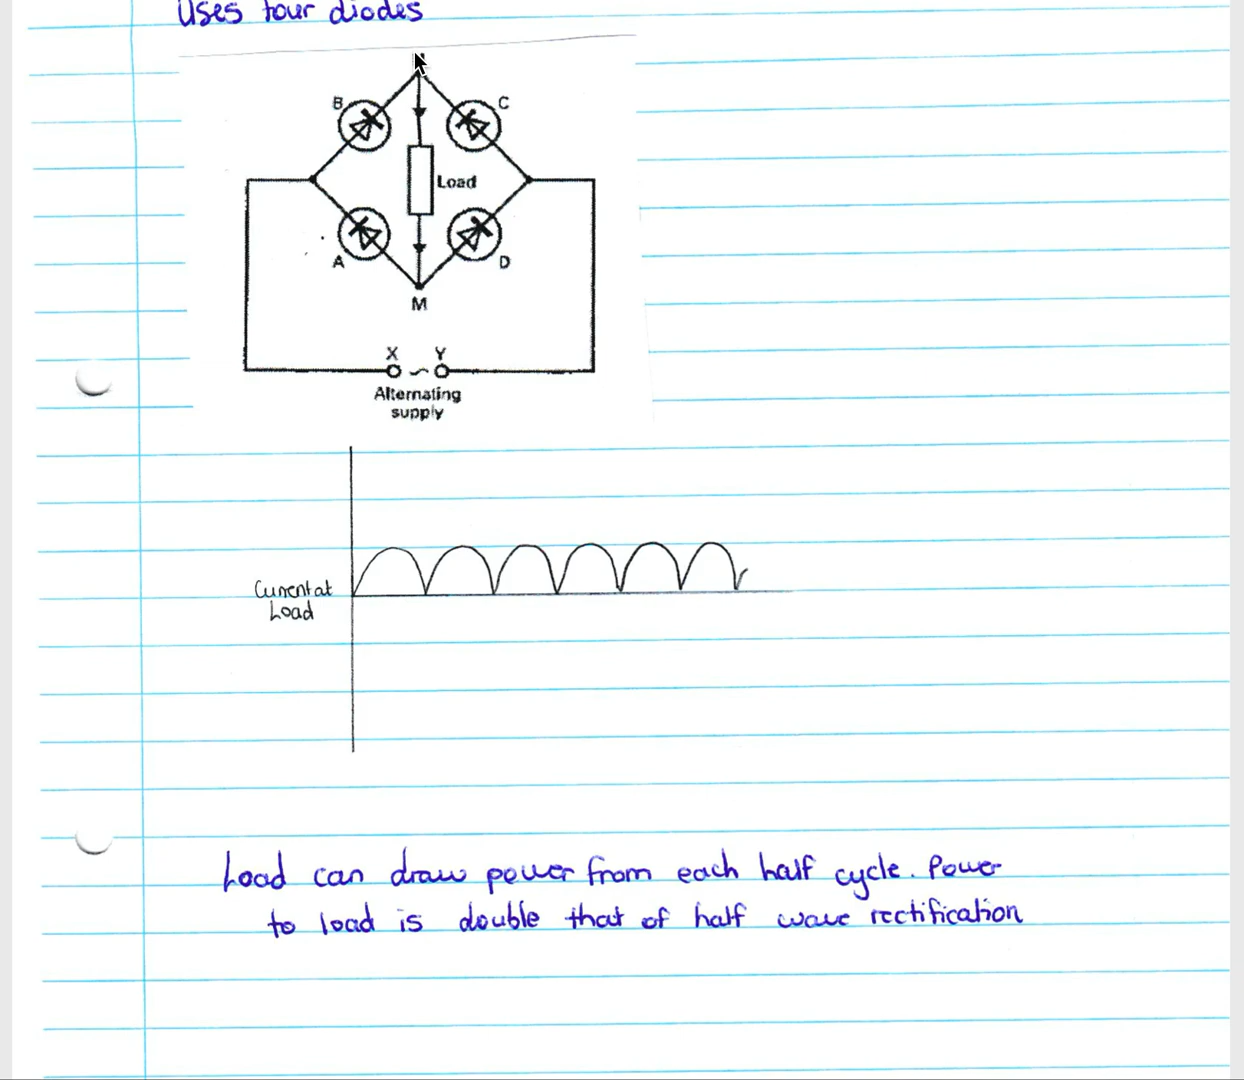 Uses four diodes
B
C
Load
A
D
M
X Y
Alternating
supply
Current at
Load
Load can draw power from each half cycle. Power
to load is double that of half wave rectification